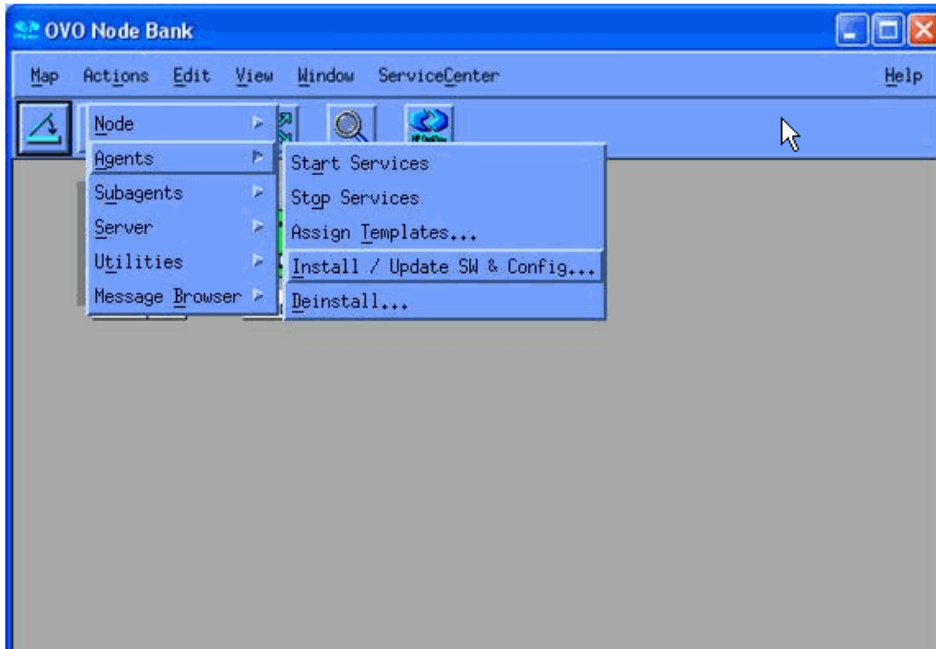 OVO Node Bank
Map Actions Edit View Window ServiceCenter Help
Node
Agents
Subagents
Server
Utilities
Message Browser
Start Services
Stop Services
Assign Templates...
Install / Update SW & Config...
Deinstall...